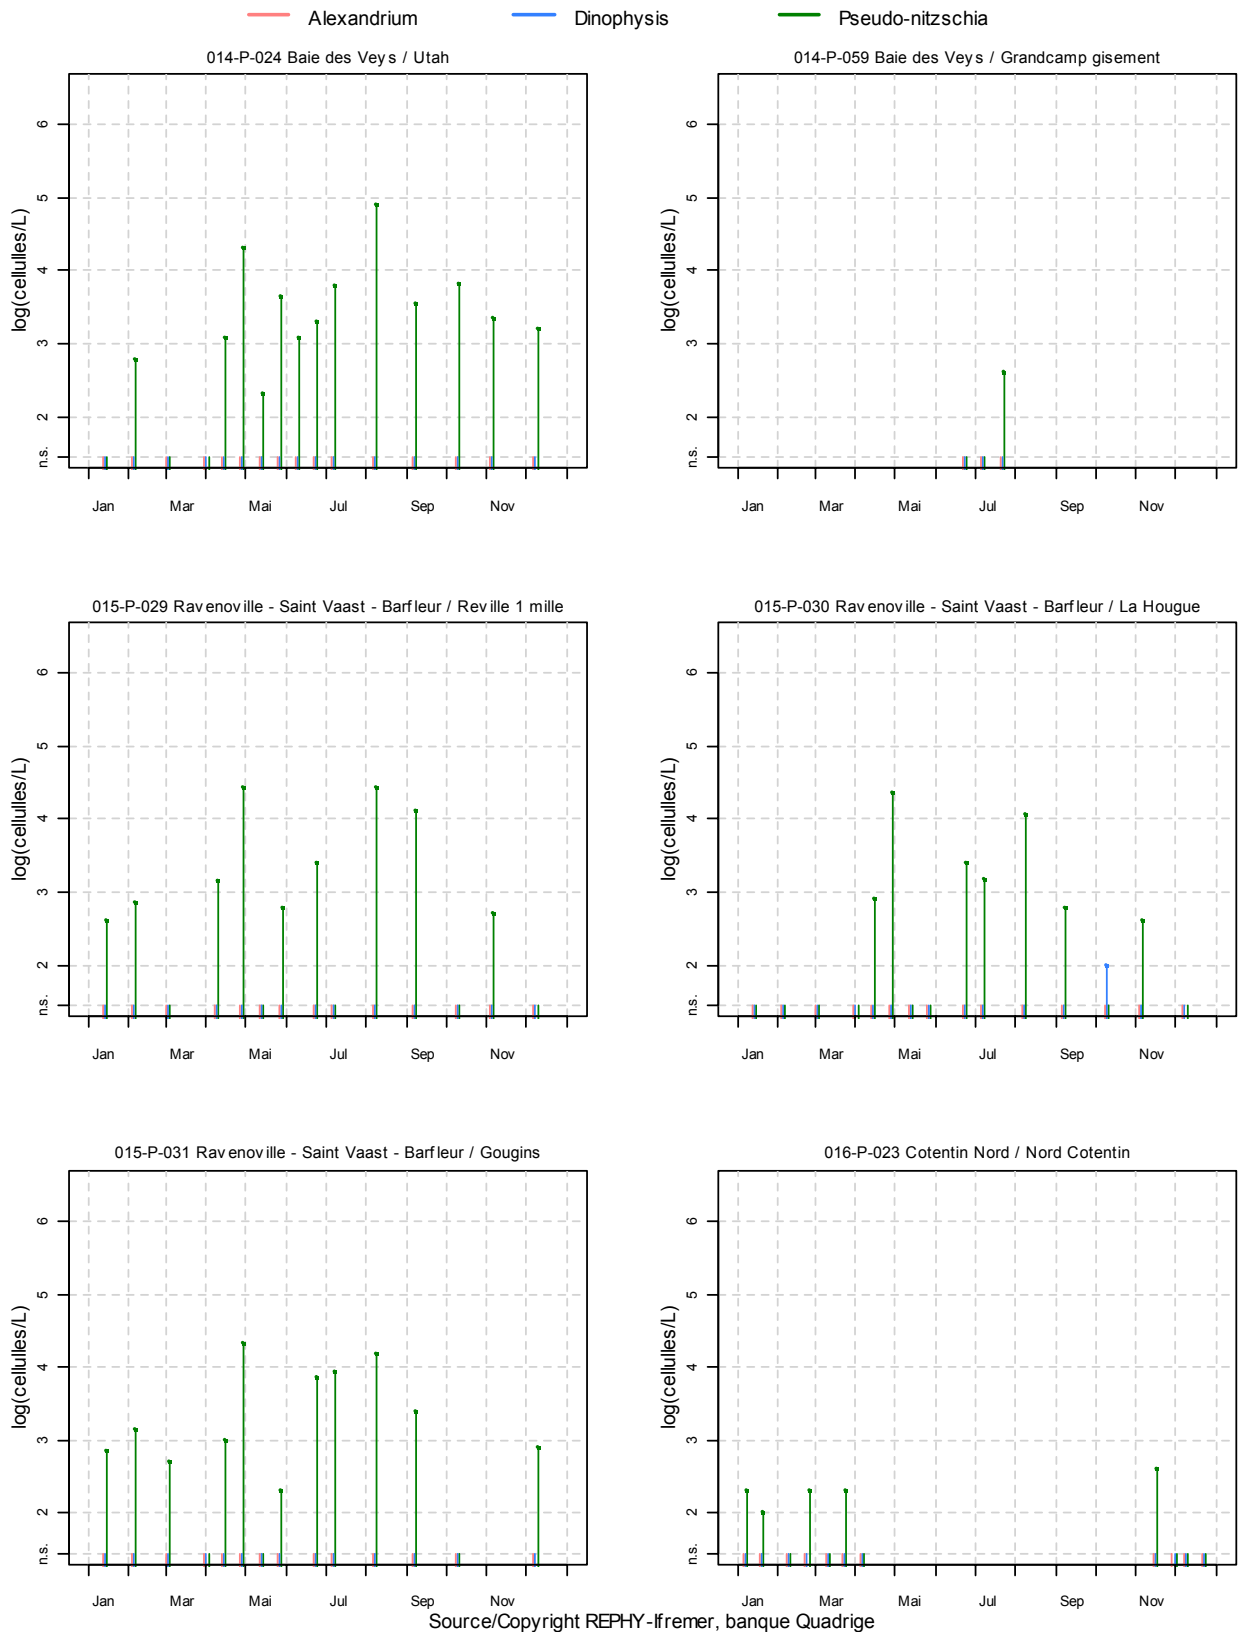 Alexandrium Dinophysis Pseudo-nitzschia
014-P-024 Baie des Veys / Utah
log(cellulles/L)
6
5
4
3
2
n.s.
Jan Mar Mai Jul Sep Nov
014-P-059 Baie des Veys / Grandcamp gisement
log(cellulles/L)
6
5
4
3
2
n.s.
Jan Mar Mai Jul Sep Nov
015-P-029 Ravenoville - Saint Vaast - Barfleur / Reville 1 mille
log(cellulles/L)
6
5
4
3
2
n.s.
Jan Mar Mai Jul Sep Nov
015-P-030 Ravenoville - Saint Vaast - Barfleur / La Hougue
log(cellulles/L)
6
5
4
3
2
n.s.
Jan Mar Mai Jul Sep Nov
015-P-031 Ravenoville - Saint Vaast - Barfleur / Gougins
log(cellulles/L)
6
5
4
3
2
n.s.
Jan Mar Mai Jul Sep Nov
016-P-023 Cotentin Nord / Nord Cotentin
log(cellulles/L)
6
5
4
3
2
n.s.
Jan Mar Mai Jul Sep Nov
Source/Copyright REPHY-Ifremer, banque Quadrige